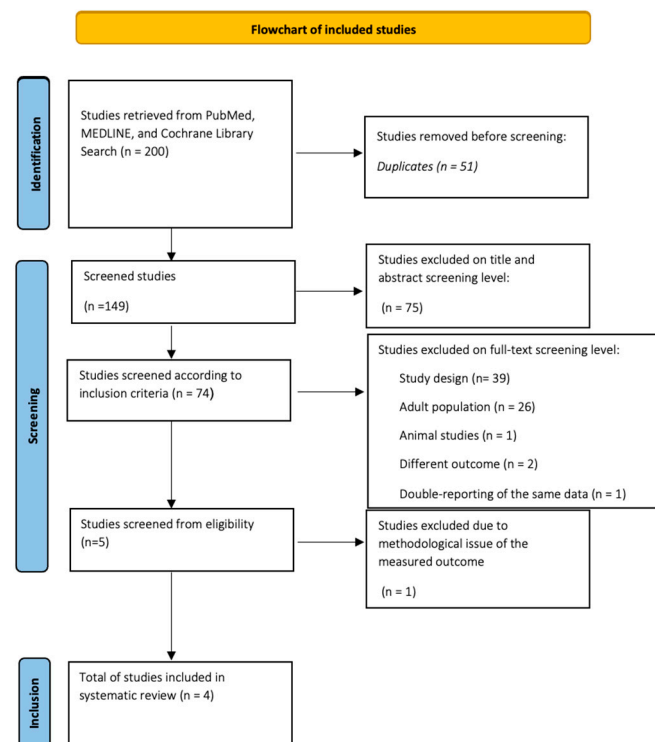 Flowchart of included studies
Identification
Studies retrieved from PubMed,
MEDLINE, and Cochrane Library
Search (n = 200)
Studies removed before screening:
Duplicates (n = 51)
Screening
Screened studies
(n =149)
Studies excluded on title and
abstract screening level:
(n = 75)
Studies screened according to
inclusion criteria (n = 74)
Studies excluded on full-text screening level:
Study design (n= 39)
Adult population (n = 26)
Animal studies (n = 1)
Different outcome (n = 2)
Double-reporting of the same data (n = 1)
Studies screened from eligibility
(n=5)
Studies excluded due to
methodological issue of the
measured outcome
(n = 1)
Inclusion
Total of studies included in
systematic review (n = 4)